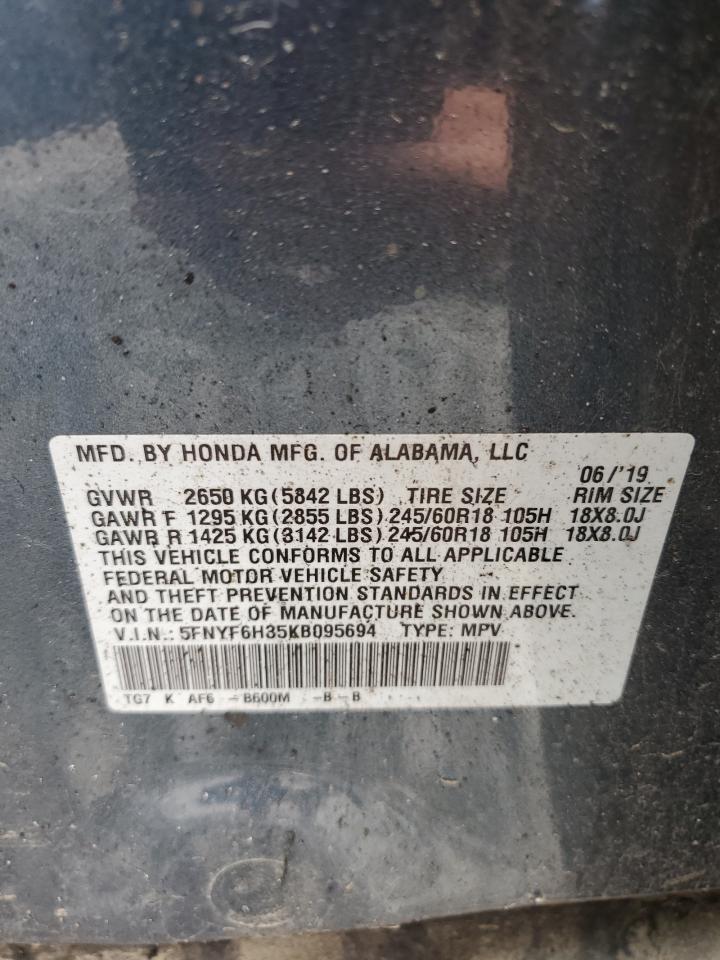 MFD. BY HONDA MFG. OF ALABAMA, LLC
06/'19
GVWR 2650 KG (5842 LBS) TIRE SIZE RIM SIZE
GAWR F 1295 KG (2855 LBS) 245/60R18 105H 18X8.0J
GAWR R 1425 KG (3142 LBS) 245/60R18 105H 18X8.0J
THIS VEHICLE CONFORMS TO ALL APPLICABLE
FEDERAL MOTOR VEHICLE SAFETY
AND THEFT PREVENTION STANDARDS IN EFFECT
ON THE DATE OF MANUFACTURE SHOWN ABOVE.
V.I.N.: 5FNYF6H35KB095694 TYPE: MPV
TG7 K AF6 – B600M –B – B